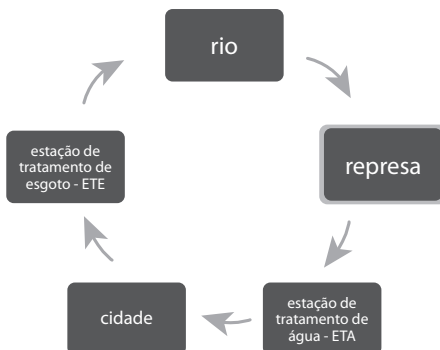 rio
represa
estação de
tratamento de
água - ETA
cidade
estação de
tratamento de
esgoto - ETE